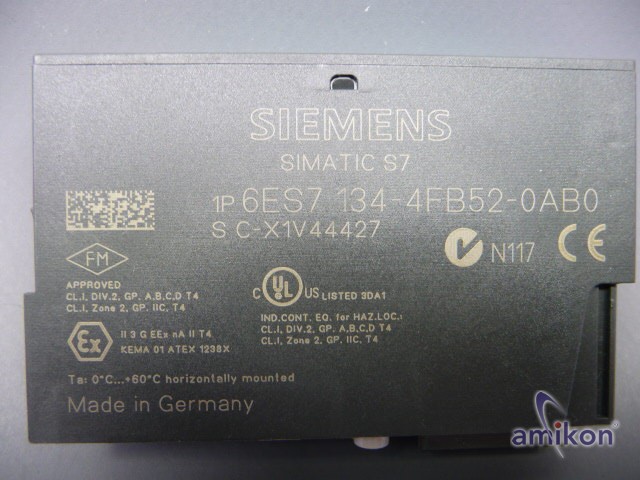 SIEMENS
SIMATIC S7
1P 6ES7 134-4FB52-0AB0
S C-X1V44427
N117 CE
FM
APPROVED
CL.I, DIV.2, GP. A,B,C,D T4
CL.I, Zone 2, GP. IIC, T4
C UL US LISTED 3DA1
IND.CONT. EQ. for HAZ.LOC.:
CL.I, DIV.2, GP. A,B,C,D T4
CL.I, Zone 2, GP. IIC, T4
Ex
II 3 G EEx nA II T4
KEMA 01 ATEX 1238X
Ta: 0°C...+60°C horizontally mounted
Made in Germany
amikon